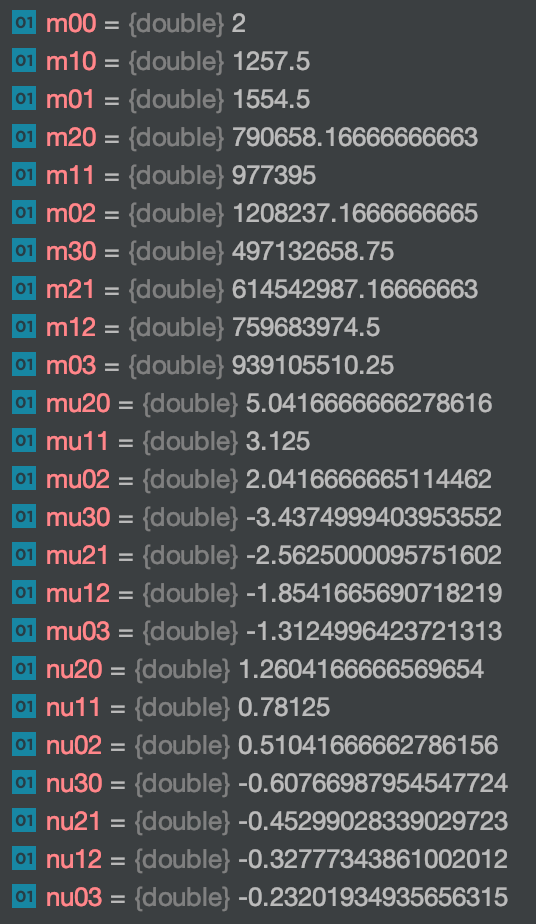 01 m00 = {double} 2
01 m10 = {double} 1257.5
01 m01 = {double} 1554.5
01 m20 = {double} 790658.16666666663
01 m11 = {double} 977395
01 m02 = {double} 1208237.1666666665
01 m30 = {double} 497132658.75
01 m21 = {double} 614542987.16666663
01 m12 = {double} 759683974.5
01 m03 = {double} 939105510.25
01 mu20 = {double} 5.0416666666278616
01 mu11 = {double} 3.125
01 mu02 = {double} 2.0416666665114462
01 mu30 = {double} -3.4374999403953552
01 mu21 = {double} -2.5625000095751602
01 mu12 = {double} -1.8541665690718219
01 mu03 = {double} -1.3124996423721313
01 nu20 = {double} 1.2604166666569654
01 nu11 = {double} 0.78125
01 nu02 = {double} 0.51041666662786156
01 nu30 = {double} -0.60766987954547724
01 nu21 = {double} -0.45299028339029723
01 nu12 = {double} -0.32777343861002012
01 nu03 = {double} -0.23201934935656315